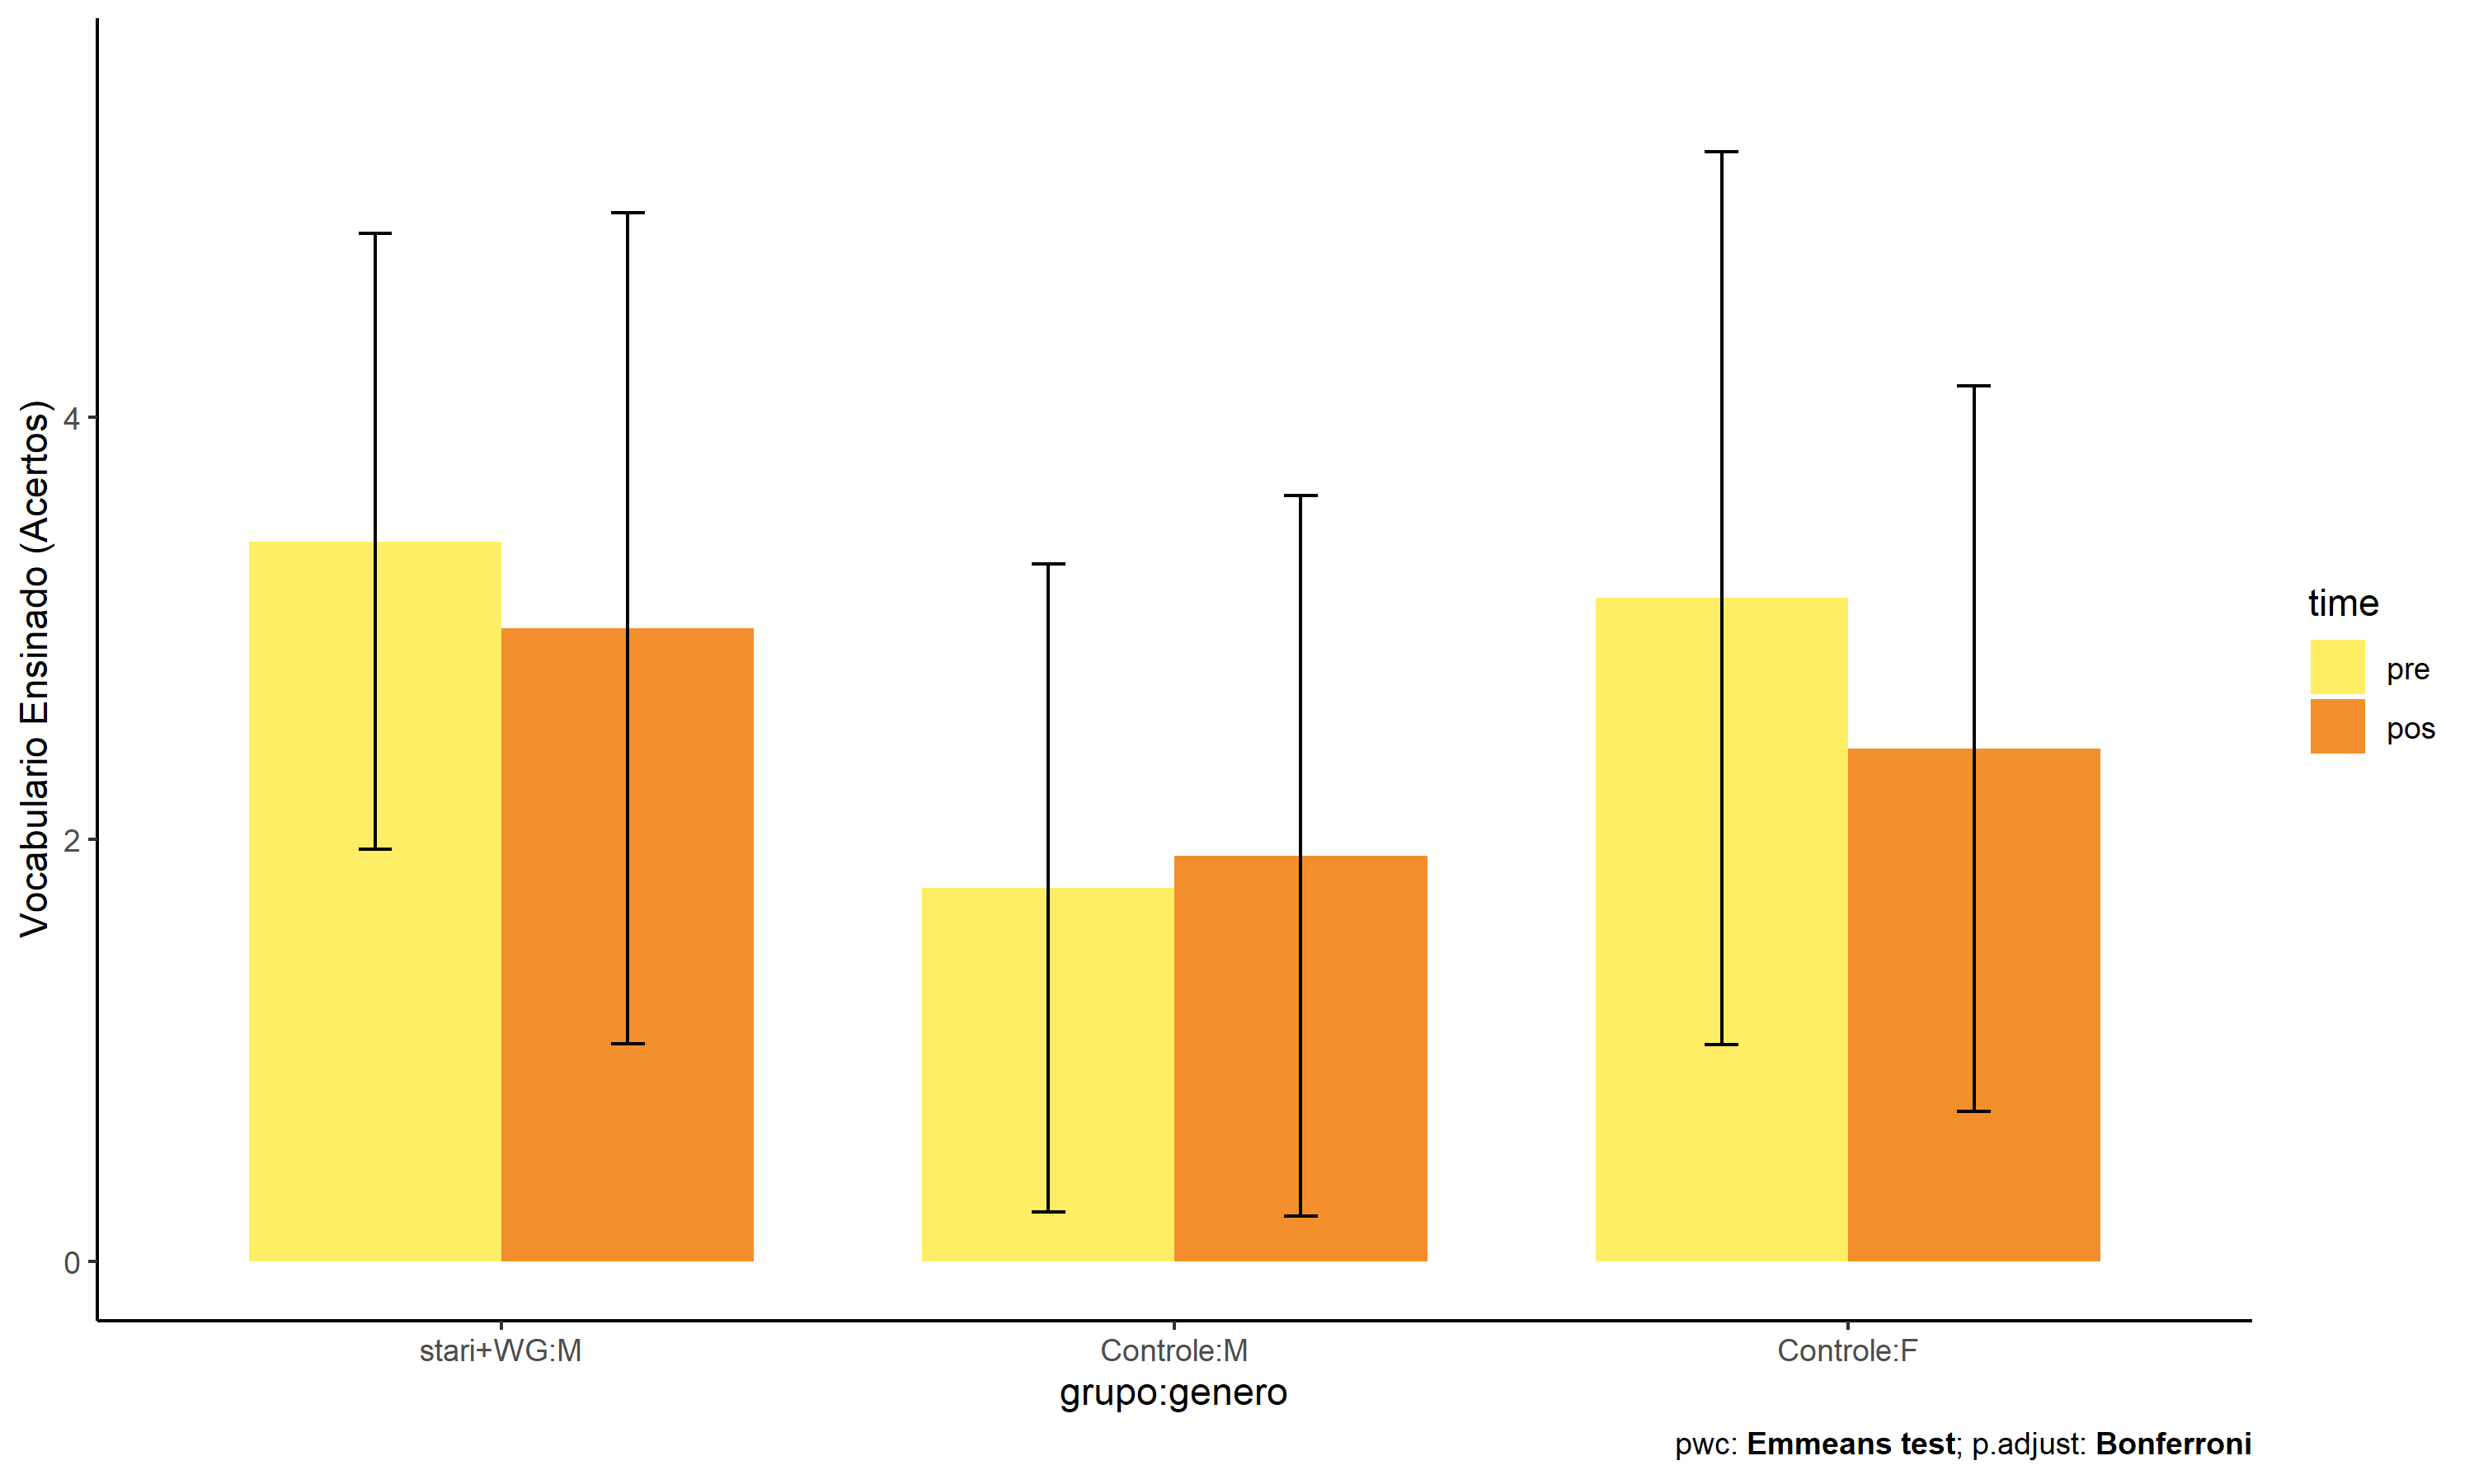 Vocabulario Ensinado (Acertos)
4
2
0
stari+WG:M
Controle:M
Controle:F
grupo:genero
time
pre
pos
pwc: Emmeans test; p.adjust: Bonferroni